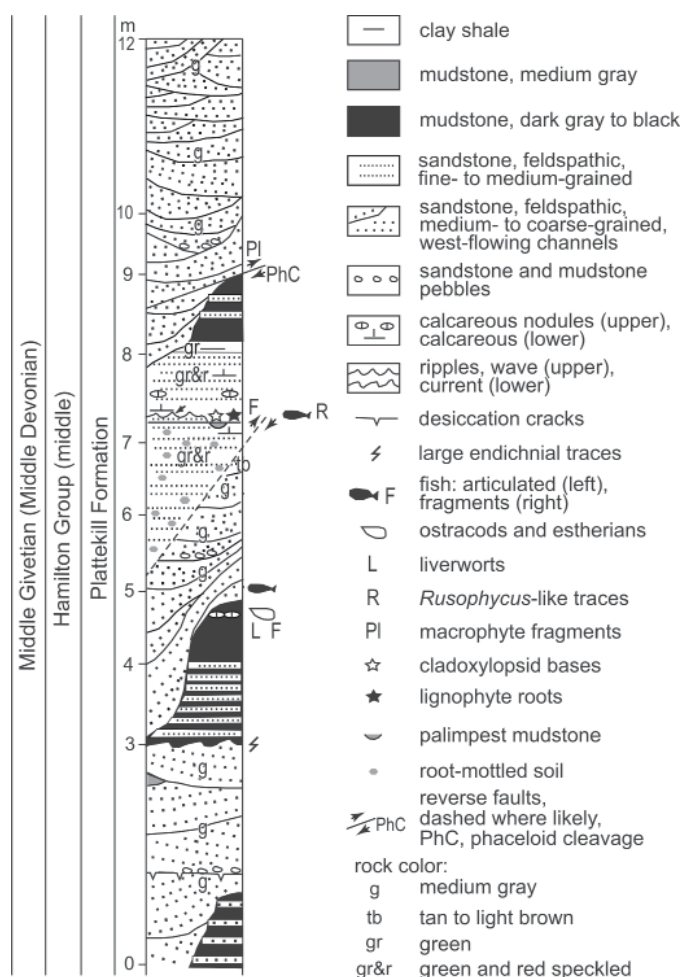 m
12
10
9
8
7
6
5
4
3
0
Middle Givetian (Middle Devonian)
Hamilton Group (middle)
Plattekill Formation
g
g
g
Pl
PhC
gr
gr&r
F
R
gr&r
tb
g
g
g
L F
g
g
g
clay shale
mudstone, medium gray
mudstone, dark gray to black
sandstone, feldspathic,
fine- to medium-grained
sandstone, feldspathic,
medium- to coarse-grained,
west-flowing channels
sandstone and mudstone
pebbles
calcareous nodules (upper),
calcareous (lower)
ripples, wave (upper),
current (lower)
desiccation cracks
large endichnial traces
F
fish: articulated (left),
fragments (right)
ostracods and estherians
L
liverworts
R
Rusophycus-like traces
Pl
macrophyte fragments
cladoxylopsid bases
lignophyte roots
palimpest mudstone
root-mottled soil
PhC
reverse faults,
dashed where likely,
PhC, phaceloid cleavage
rock color:
g
medium gray
tb
tan to light brown
gr
green
gr&r
green and red speckled